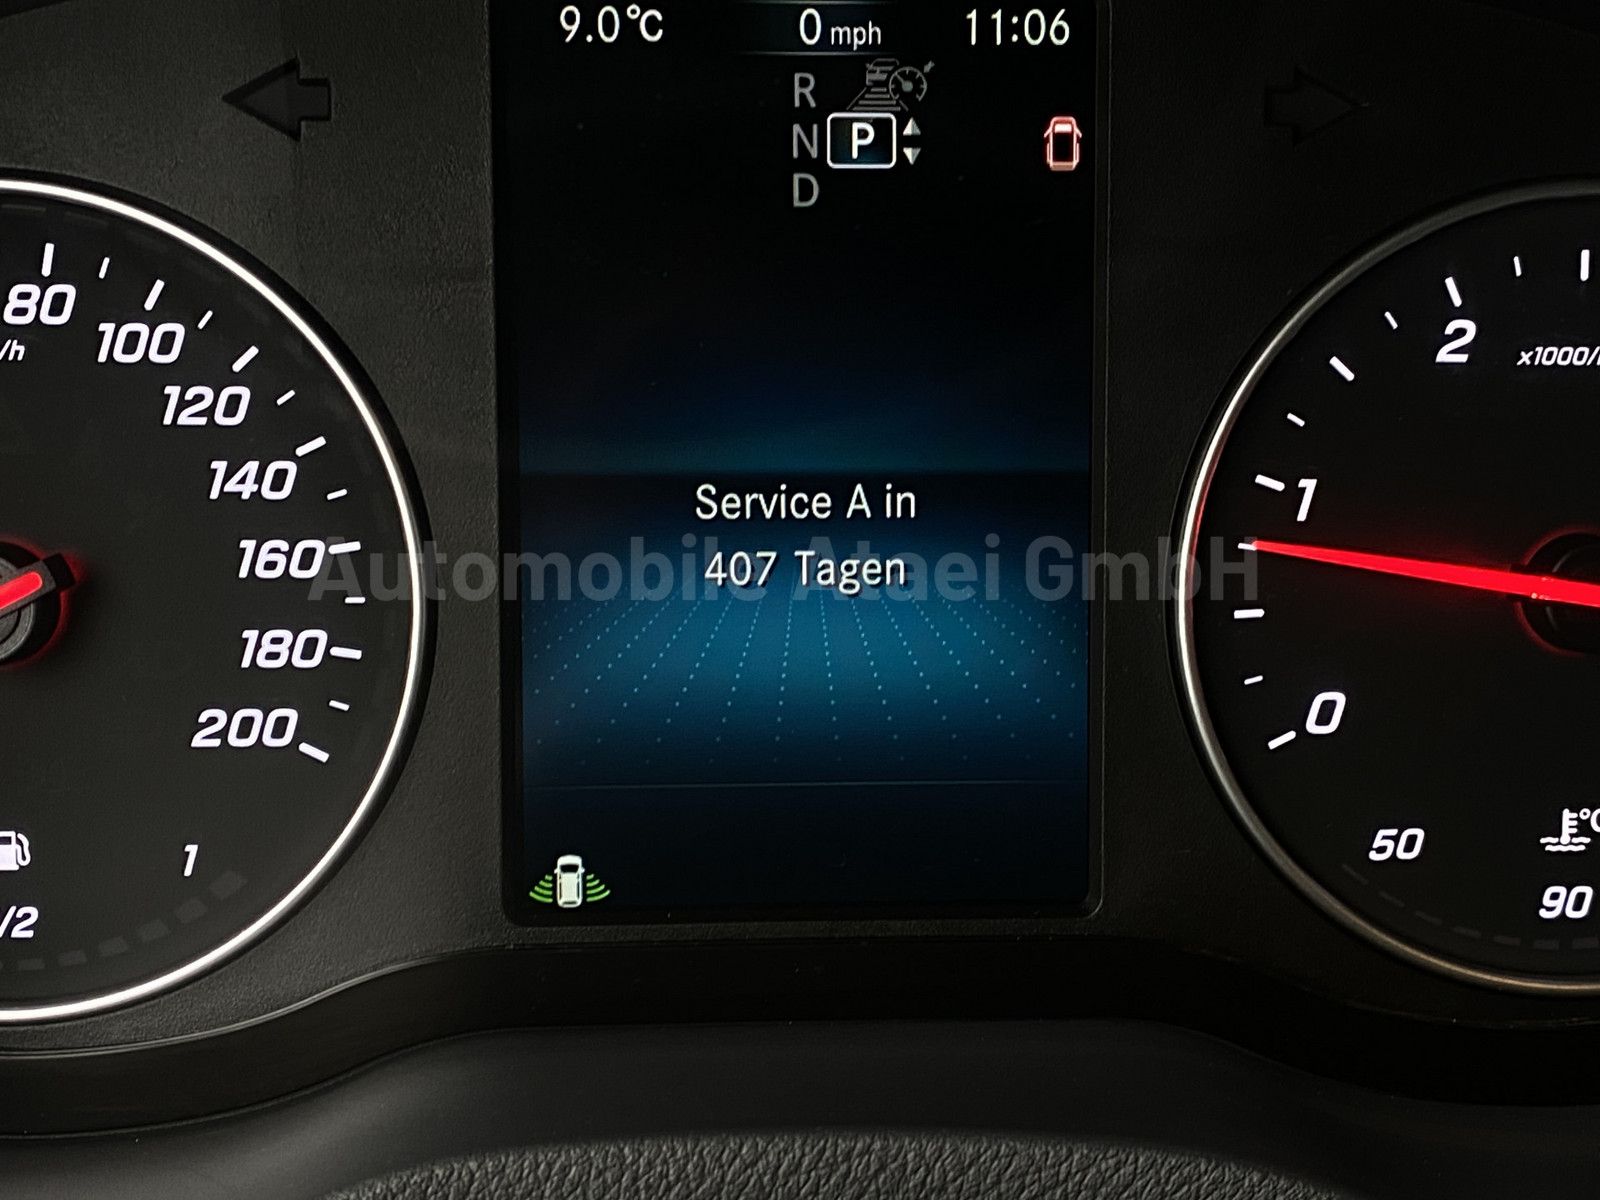 9.0°C 0 mph 11:06
R
N P
D
80
/h
100
120
140
160
180
200
1
/2
Service A in
407 Tagen
Automobile Ataei GmbH
2
x1000/
1
0
50
°C
90